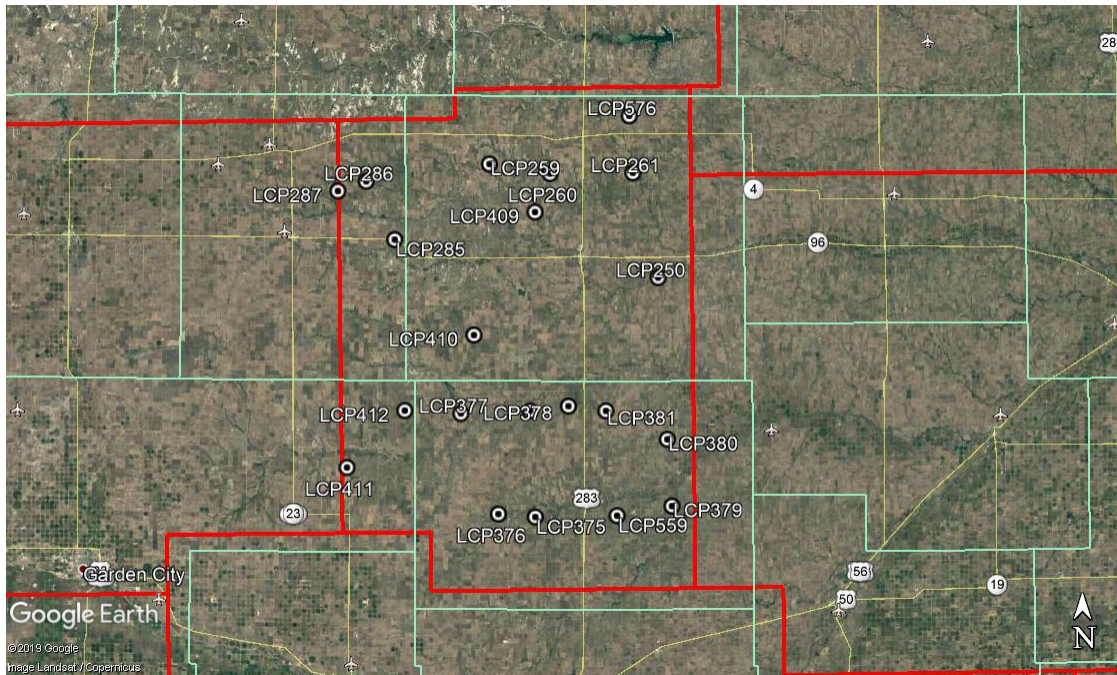 28
LCP576
LCP259
LCP261
LCP286
LCP287
LCP260
4
LCP409
LCP285
96
LCP250
LCP410
LCP412
LCP377
LCP378
LCP381
LCP380
LCP411
283
23
LCP376
LCP375
LCP559
LCP379
Garden City
56
50
19
Google Earth
N
©2019 Google
Image Landsat / Copernicus